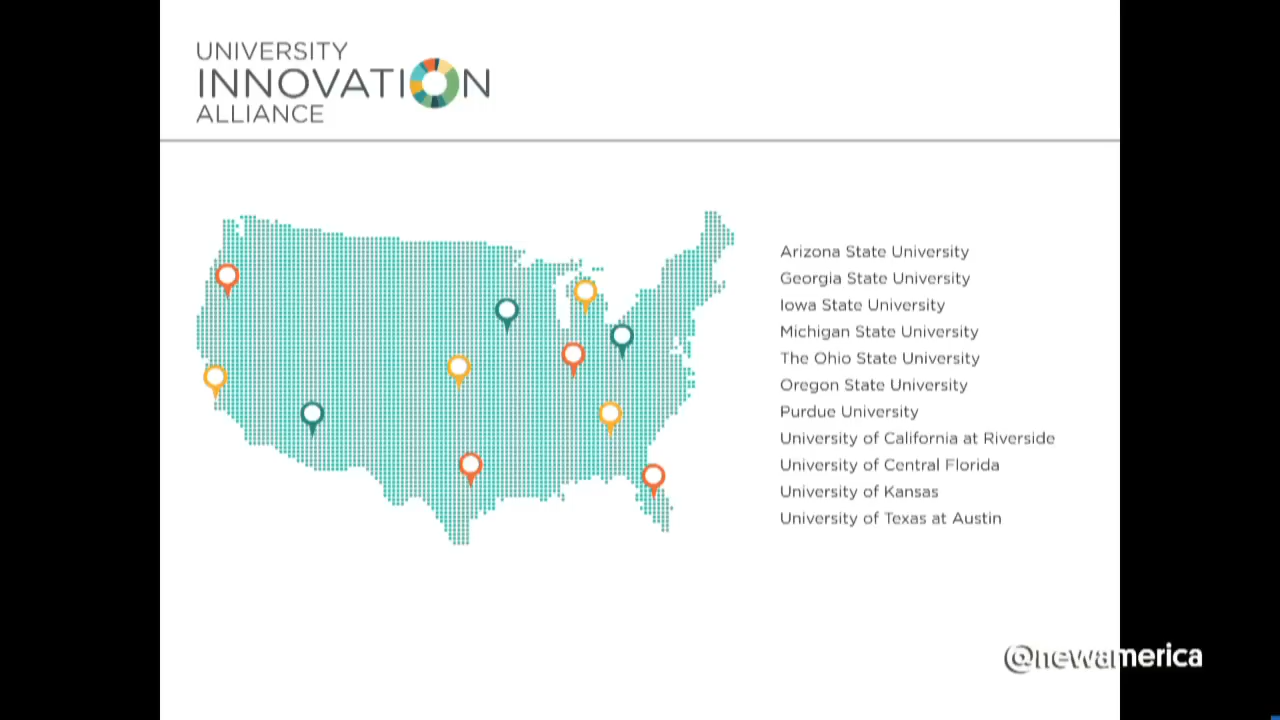 UNIVERSITY
INNOVATION
ALLIANCE
Arizona State University
Georgia State University
Iowa State University
Michigan State University
The Ohio State University
Oregon State University
Purdue University
University of California at Riverside
University of Central Florida
University of Kansas
University of Texas at Austin
@newamerica